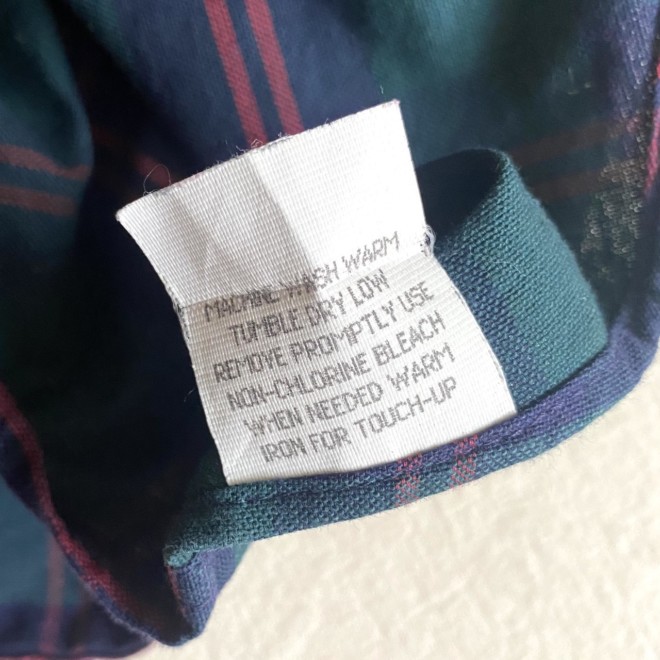 MACHINE WASH WARM
TUMBLE DRY LOW
REMOVE PROMPTLY USE
NON-CHLORINE BLEACH
WHEN NEEDED WARM
IRON FOR TOUCH-UP